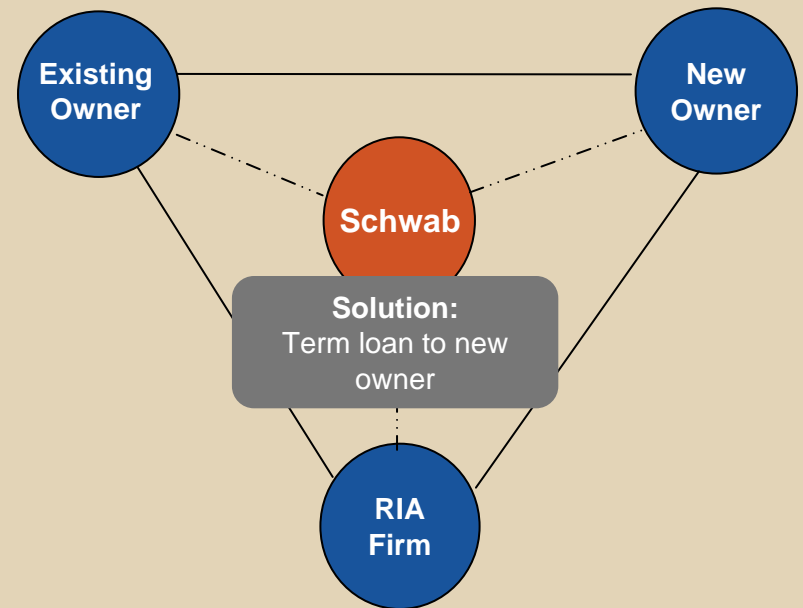 Existing
Owner
New
Owner
Schwab
Solution:
Term loan to new
owner
RIA
Firm